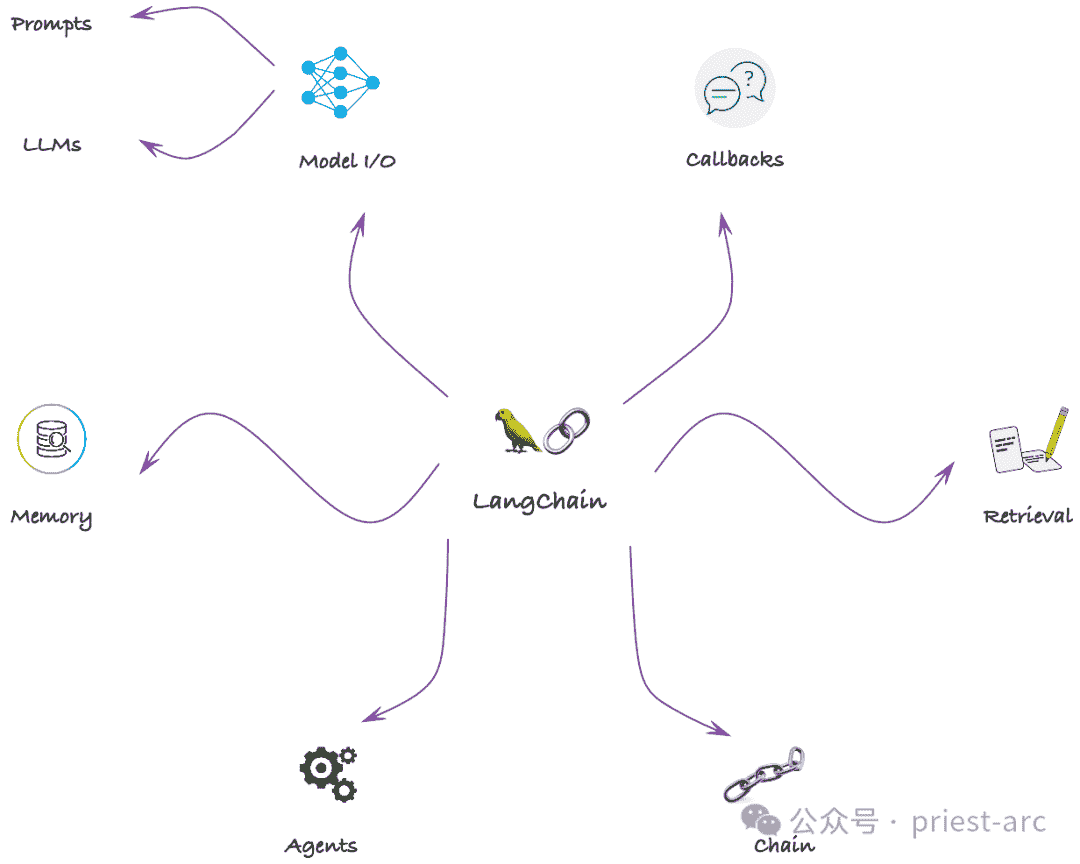 Prompts
LLMs
Model I/O
Callbacks
Memory
LangChain
Retrieval
Agents
Chain
公众号 · priest-arc